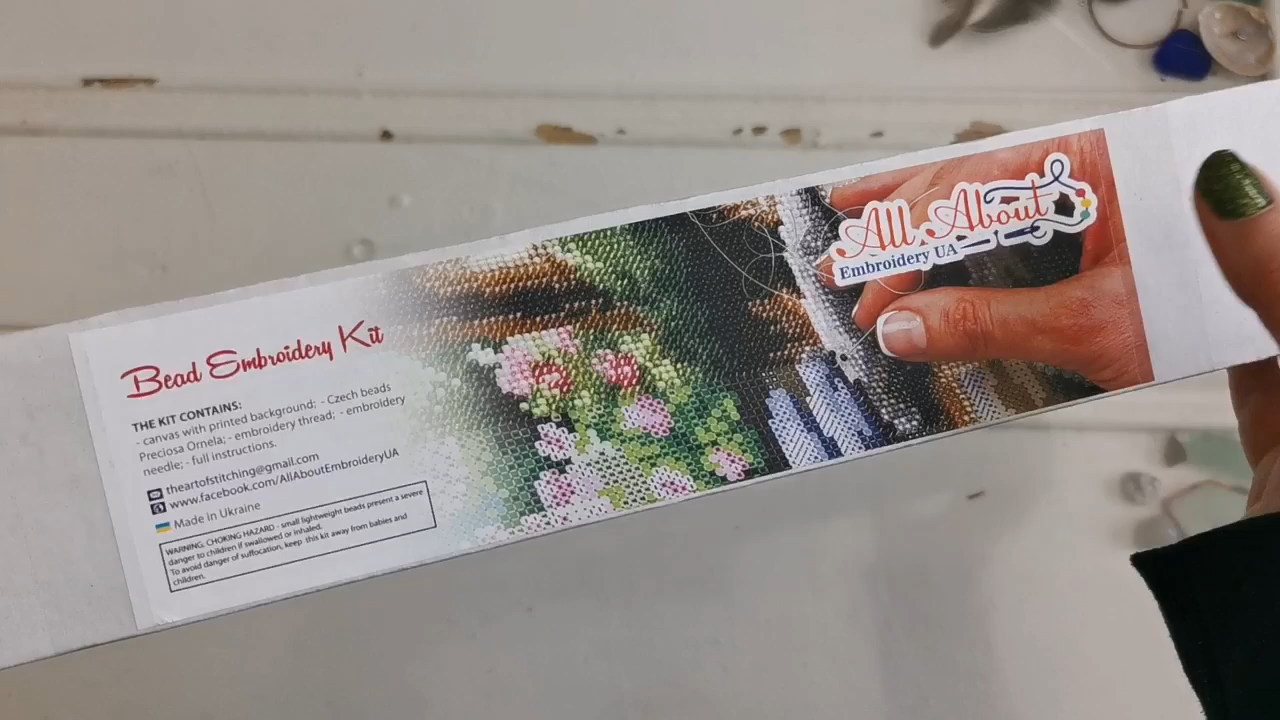 Bead Embroidery Kit
THE KIT CONTAINS:
- canvas with printed background; - Czech beads
Preciosa Ornela; - embroidery thread; - embroidery
needle; - full instructions.
theartofstitching@gmail.com
www.facebook.com/AllAboutEmbroideryUA
Made in Ukraine
WARNING: CHOKING HAZARD - small lightweight beads present a severe
danger to children if swallowed or inhaled.
To avoid danger of suffocation, keep this kit away from babies and
children.
All About
Embroidery UA